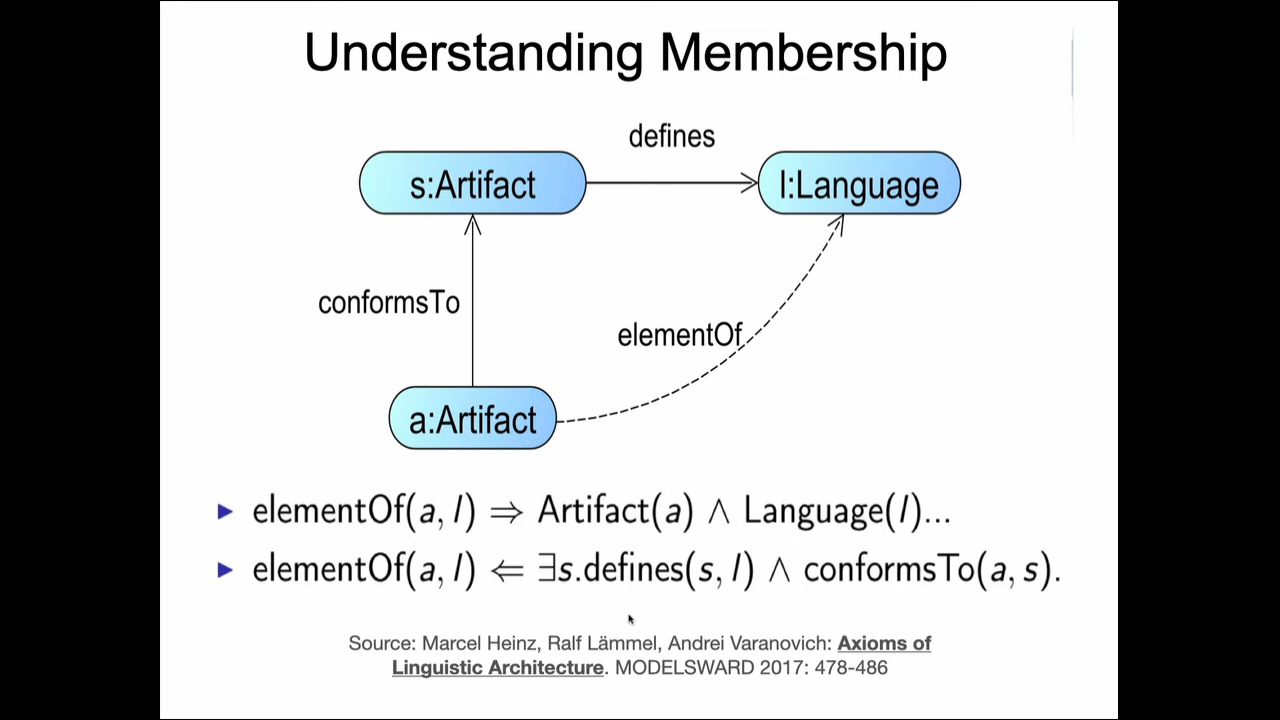 Understanding Membership
defines
s:Artifact
l:Language
conformsTo
elementOf
a:Artifact
elementOf(a, l) ⇒ Artifact(a) ∧ Language(l)...
elementOf(a, l) ⇐ ∃s.defines(s, l) ∧ conformsTo(a, s).
Source: Marcel Heinz, Ralf Lämmel, Andrei Varanovich: Axioms of
Linguistic Architecture. MODELSWARD 2017: 478-486